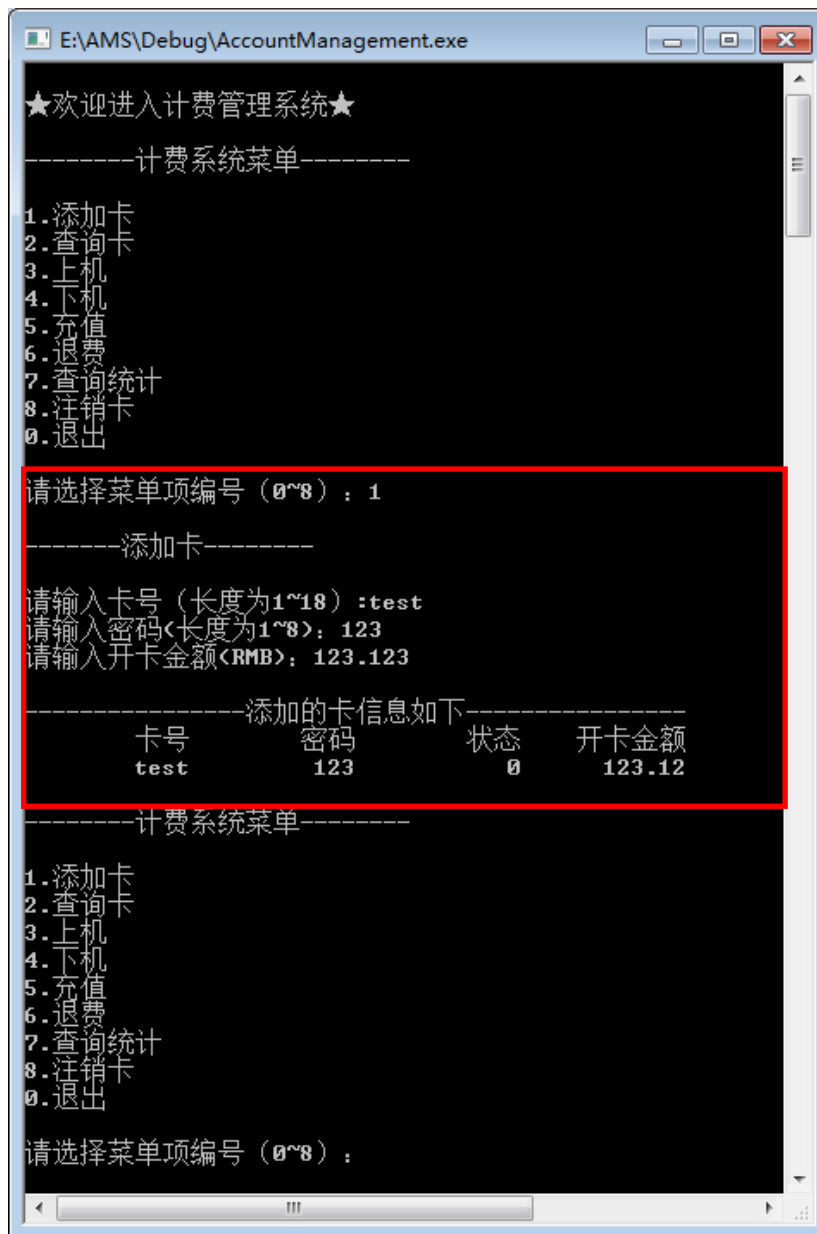 E:\AMS\Debug\AccountManagement.exe
★欢迎进入计费管理系统★
--------计费系统菜单--------
1.添加卡
2.查询卡
3.上机
4.下机
5.充值
6.退费
7.查询统计
8.注销卡
0.退出
请选择菜单项编号（0~8）：1
-------添加卡--------
请输入卡号（长度为1~18）:test
请输入密码<长度为1~8>：123
请输入开卡金额<RMB>：123.123
----------------添加的卡信息如下----------------
卡号 密码 状态 开卡金额
test 123 0 123.12
--------计费系统菜单--------
1.添加卡
2.查询卡
3.上机
4.下机
5.充值
6.退费
7.查询统计
8.注销卡
0.退出
请选择菜单项编号（0~8）：